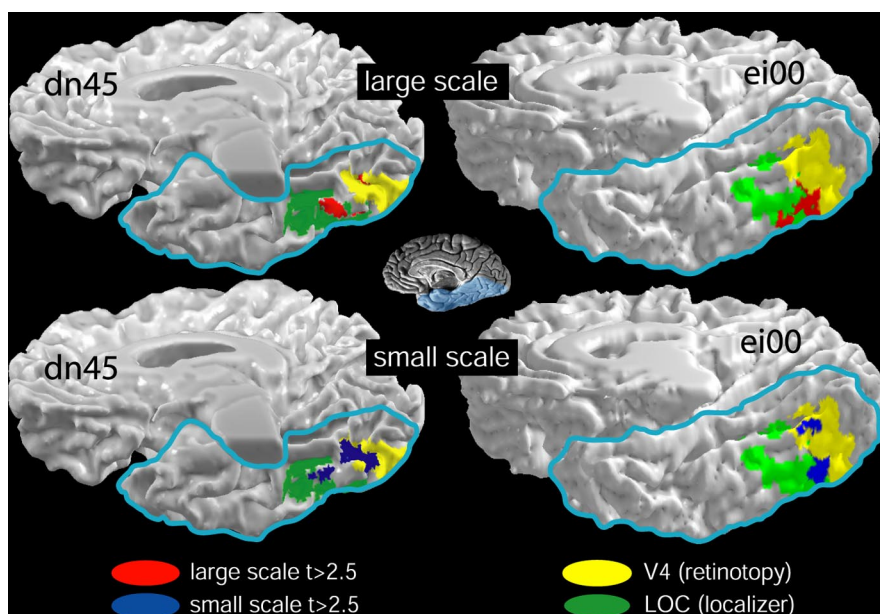 dn45
large scale
ei00
dn45
small scale
ei00
large scale t>2.5
small scale t>2.5
V4 (retinotopy)
LOC (localizer)